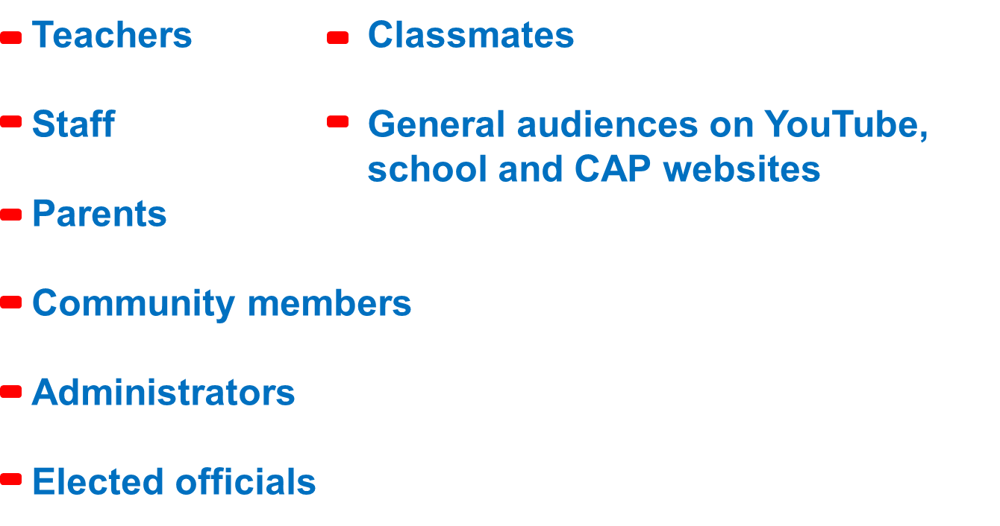 Teachers
Staff
Parents
Community members
Administrators
Elected officials
Classmates
General audiences on YouTube,
school and CAP websites